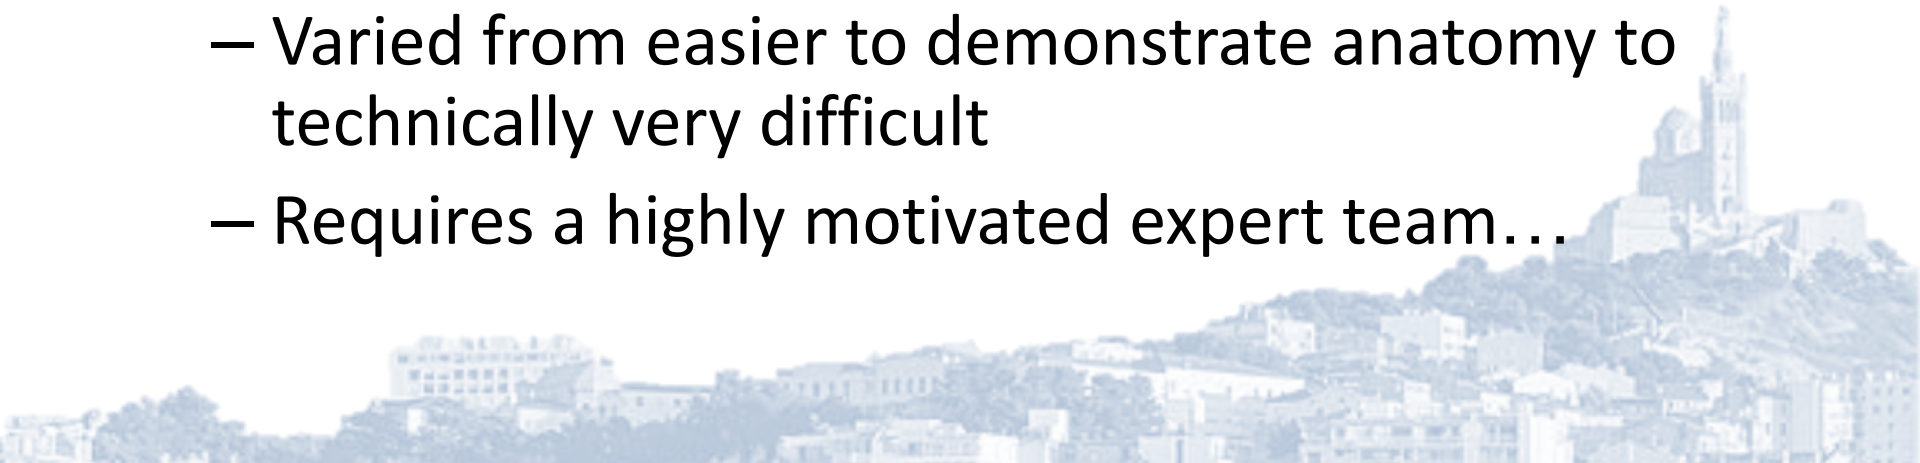 – Varied from easier to demonstrate anatomy to
technically very difficult
– Requires a highly motivated expert team…